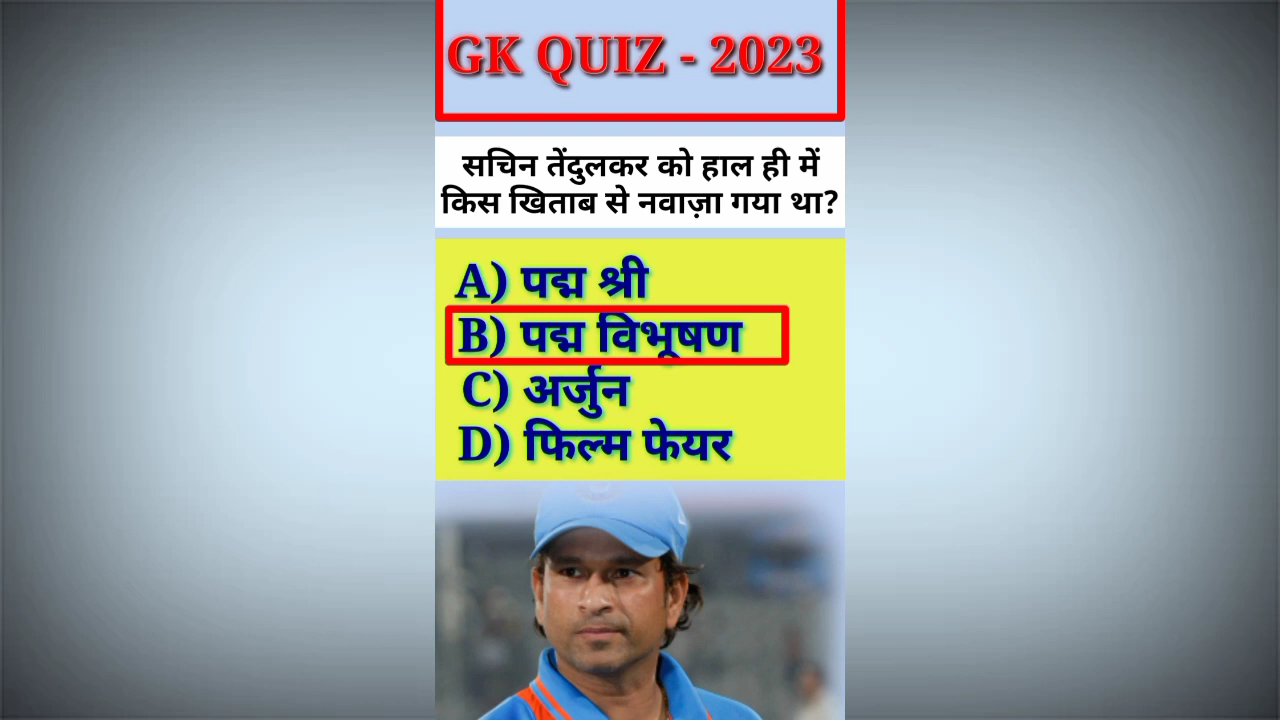 GK QUIZ - 2023
सचिन तेंदुलकर को हाल ही में
किस खिताब से नवाज़ा गया था?
A) पद्म श्री
B) पद्म विभूषण
C) अर्जुन
D) फिल्म फेयर